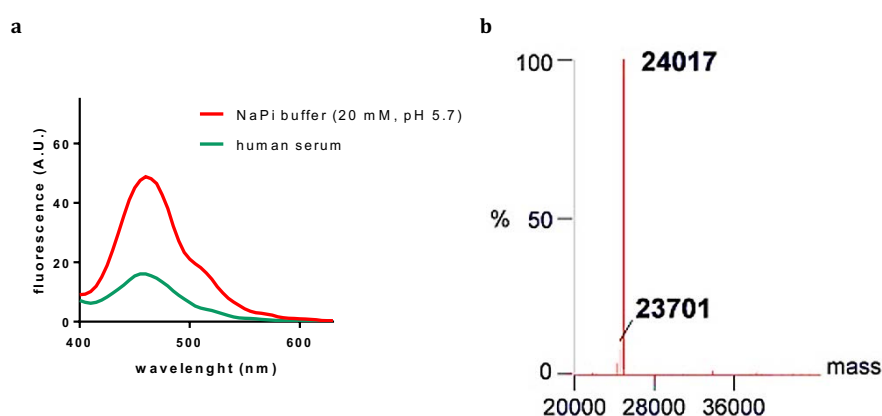 a
b
NaPi buffer (20 mM, pH 5.7)
human serum
fluorescence (A.U.)
60
40
20
0
400
500
600
wavelenght (nm)
100
24017
%
50
23701
0
mass
20000
28000
36000